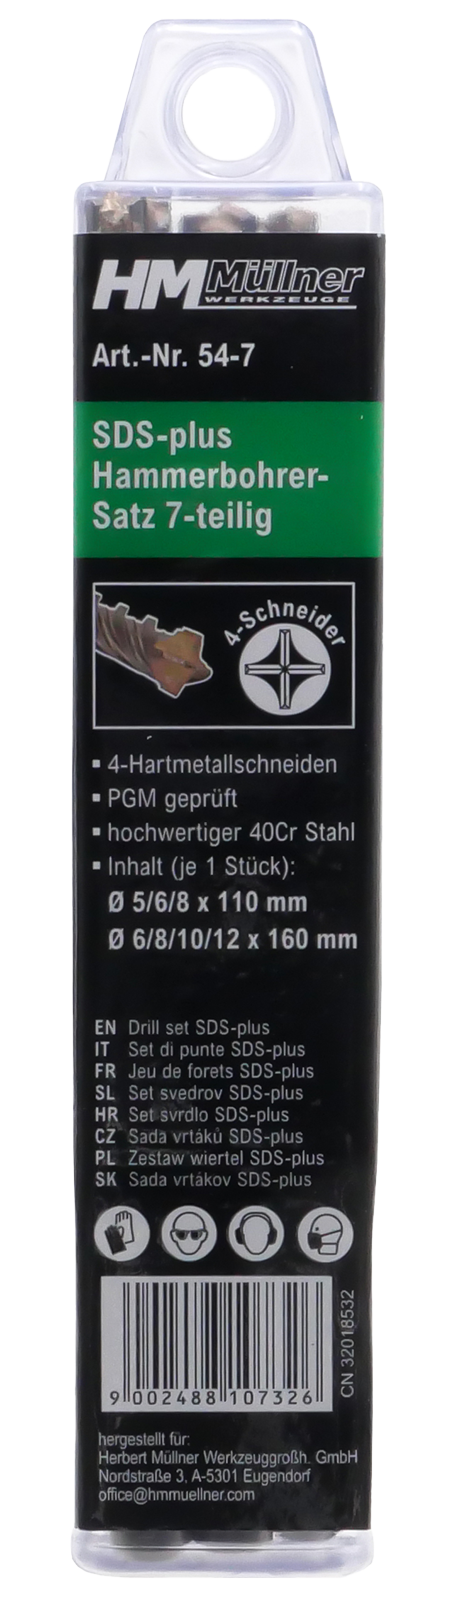 HM Müllner
WERKZEUGE
Art.-Nr. 54-7
SDS-plus
Hammerbohrer-
Satz 7-teilig
4-Schneider
▪ 4-Hartmetallschneiden
▪ PGM geprüft
▪ hochwertiger 40Cr Stahl
▪ Inhalt (je 1 Stück):
Ø 5/6/8 x 110 mm
Ø 6/8/10/12 x 160 mm
EN Drill set SDS-plus
IT Set di punte SDS-plus
FR Jeu de forets SDS-plus
SL Set svedrov SDS-plus
HR Set svrdlo SDS-plus
CZ Sada vrtáků SDS-plus
PL Zestaw wiertel SDS-plus
SK Sada vrtákov SDS-plus
9 002488 107326
CN 32018532
hergestellt für:
Herbert Müllner Werkzeuggroßh. GmbH
Nordstraße 3, A-5301 Eugendorf
office@hmmuellner.com